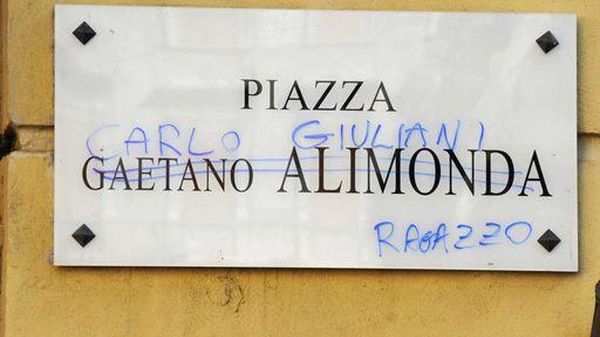 PIAZZA
CARLO GIULIANI
GAETANO ALIMONDA
RAGAZZO